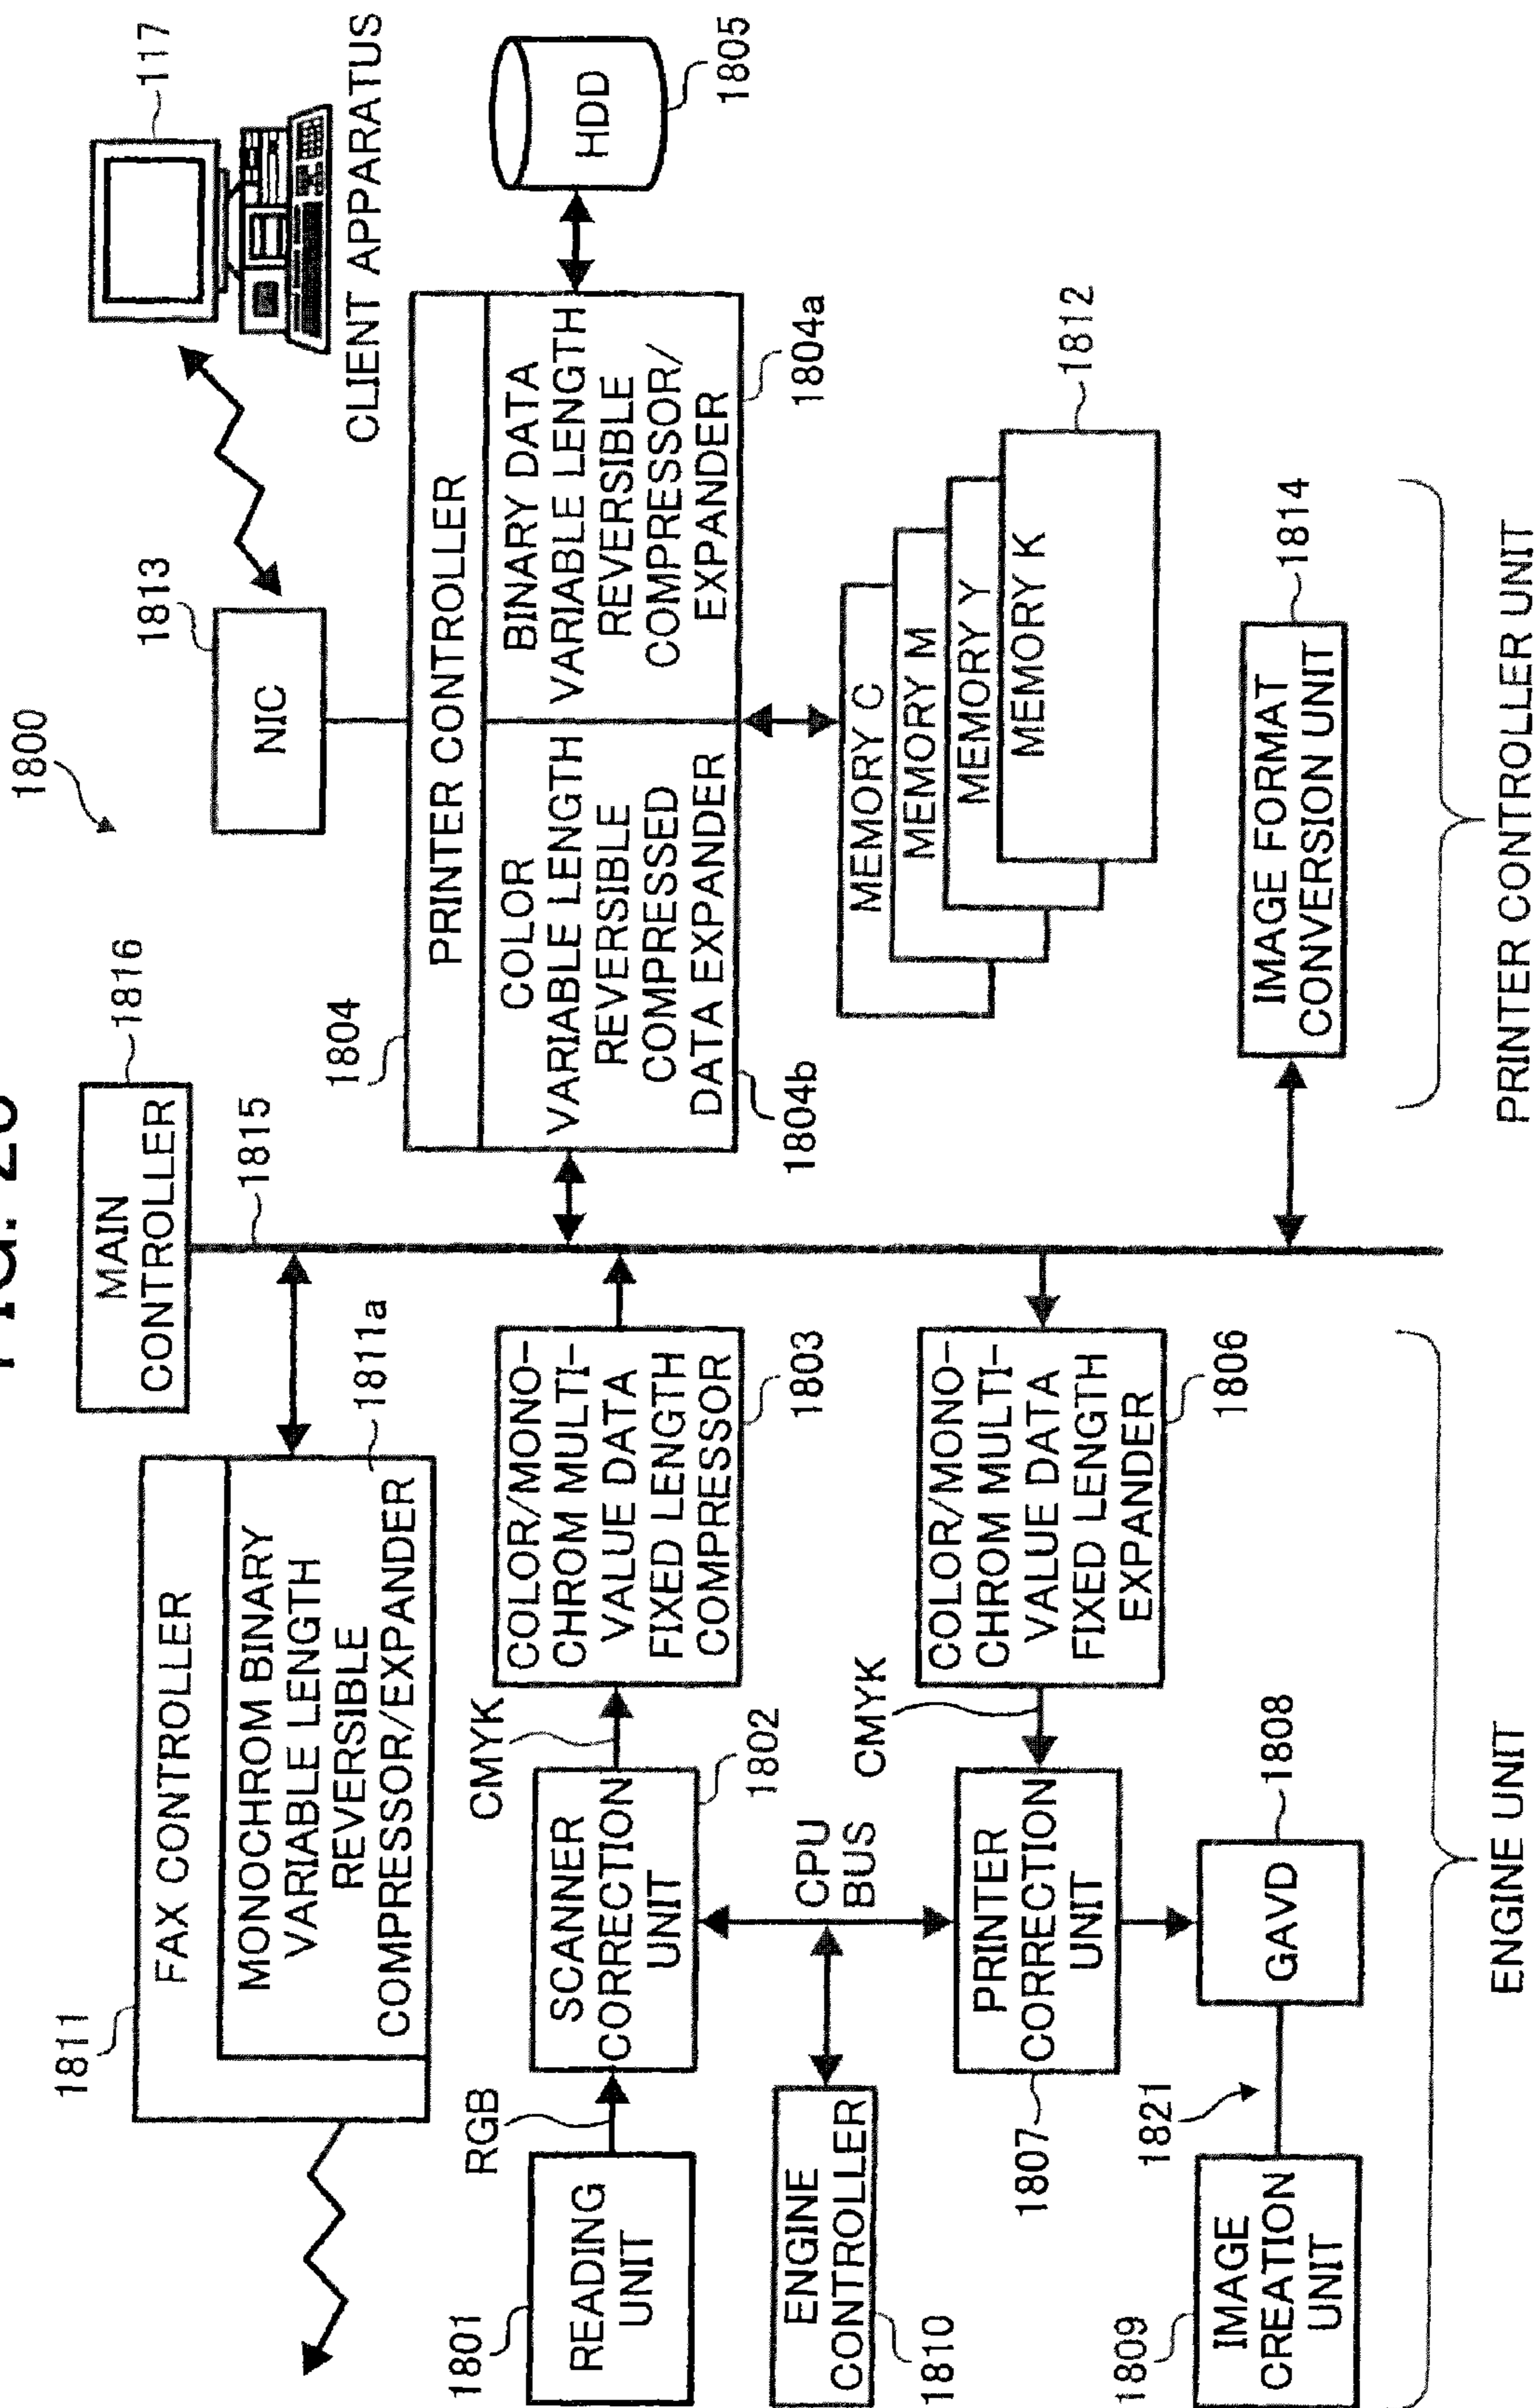 FIG.
1800
1811
FAX CONTROLLER
MONOCHROM BINARY
VARIABLE LENGTH
REVERSIBLE
COMPRESSOR/EXPANDER
1811a
MAIN
CONTROLLER
1816
1815
1813
NIC
117
CLIENT APPARATUS
1804
PRINTER CONTROLLER
COLOR
VARIABLE LENGTH
REVERSIBLE
COMPRESSED
DATA EXPANDER
BINARY DATA
VARIABLE LENGTH
REVERSIBLE
COMPRESSOR/
EXPANDER
1804b
1804a
HDD
1805
1801
READING
UNIT
RGB
SCANNER
CORRECTION
UNIT
1802
CMYK
COLOR/MONO-
CHROM MULTI-
VALUE DATA
FIXED LENGTH
COMPRESSOR
1803
MEMORY C
MEMORY M
MEMORY Y
MEMORY K
1812
ENGINE
CONTROLLER
1810
CPU
BUS
CMYK
PRINTER
CORRECTION
UNIT
1807
COLOR/MONO-
CHROM MULTI-
VALUE DATA
FIXED LENGTH
EXPANDER
1806
1809
IMAGE
CREATION
UNIT
1821
GAVD
1808
IMAGE FORMAT
CONVERSION UNIT
1814
ENGINE UNIT
PRINTER CONTROLLER UNIT